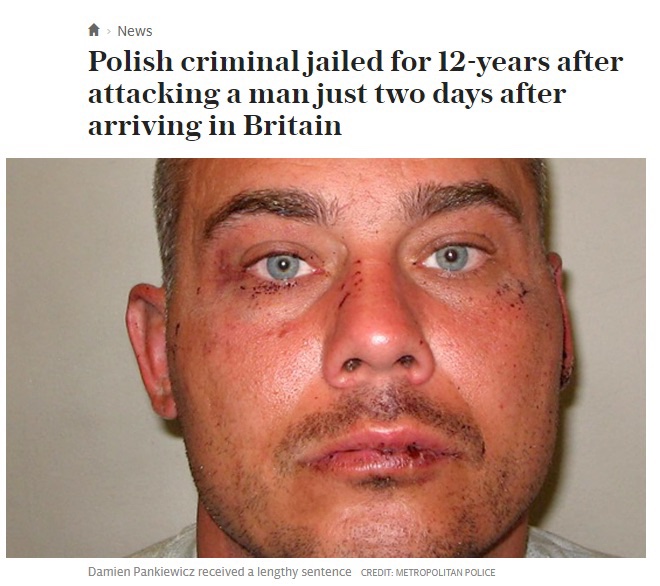 News
Polish criminal jailed for 12-years after
attacking a man just two days after
arriving in Britain
Damien Pankiewicz received a lengthy sentence CREDIT: METROPOLITAN POLICE